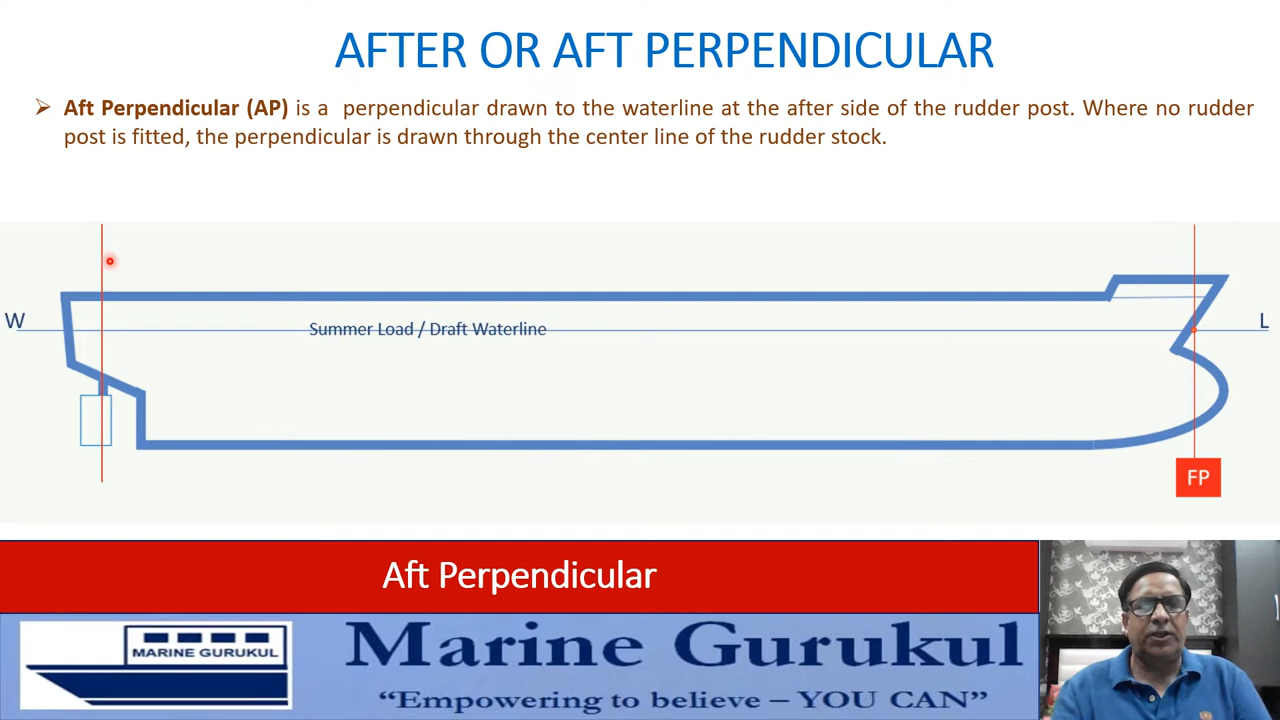 AFTER OR AFT PERPENDICULAR
➢ Aft Perpendicular (AP) is a perpendicular drawn to the waterline at the after side of the rudder post. Where no rudder
post is fitted, the perpendicular is drawn through the center line of the rudder stock.
W
Summer Load / Draft Waterline
L
FP
Aft Perpendicular
MARINE GURUKUL
Marine Gurukul
“Empowering to believe – YOU CAN”